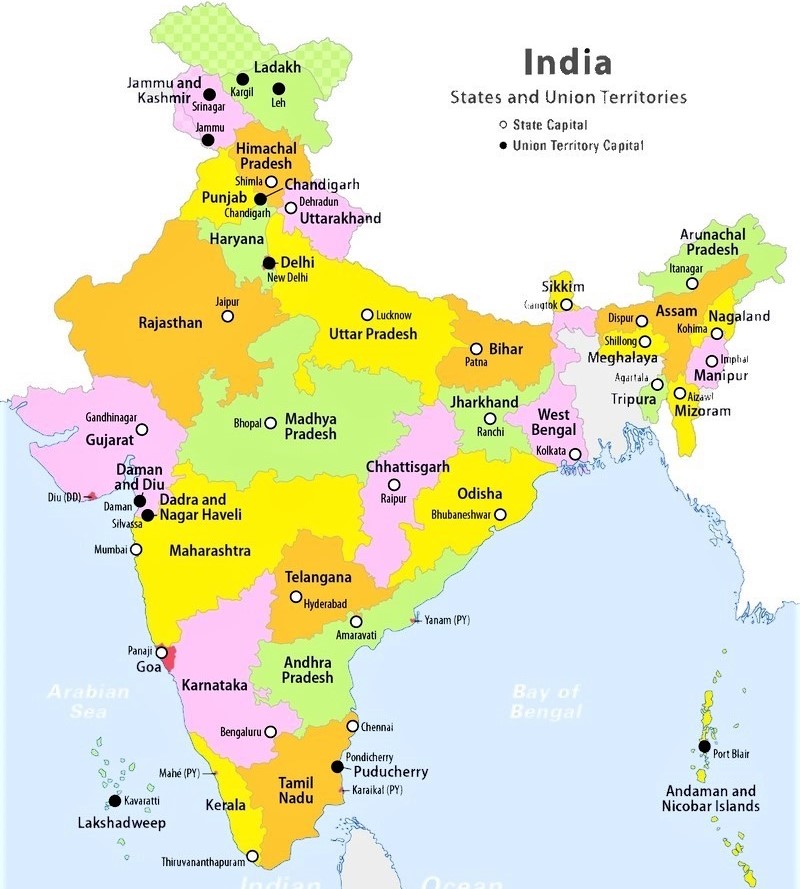 India
States and Union Territories
State Capital
Union Territory Capital
Ladakh
Kargil
Leh
Jammu and
Kashmir
Srinagar
Jammu
Himachal
Pradesh
Shimla
Chandigarh
Punjab
Chandigarh
Dehradun
Uttarakhand
Haryana
Delhi
New Delhi
Arunachal
Pradesh
Itanagar
Sikkim
Gangtok
Rajasthan
Jaipur
Lucknow
Uttar Pradesh
Bihar
Patna
Dispur
Assam
Nagaland
Kohima
Shillong
Meghalaya
Imphal
Manipur
Agartala
Tripura
Aizawl
Mizoram
Gandhinagar
Gujarat
Bhopal
Madhya
Pradesh
Jharkhand
Ranchi
West
Bengal
Kolkata
Chhattisgarh
Raipur
Daman
and Diu
Diu (DD)
Daman
Dadra and
Nagar Haveli
Silvassa
Odisha
Bhubaneshwar
Mumbai
Maharashtra
Telangana
Hyderabad
Amaravati
Yanam (PY)
Panaji
Goa
Karnataka
Andhra
Pradesh
Arabian
Sea
Bay of
Bengal
Bengaluru
Chennai
Pondicherry
Puducherry
Karaikal (PY)
Mahé (PY)
Kerala
Tamil
Nadu
Kavaratti
Lakshadweep
Port Blair
Andaman and
Nicobar Islands
Thiruvananthapuram
Indian Ocean